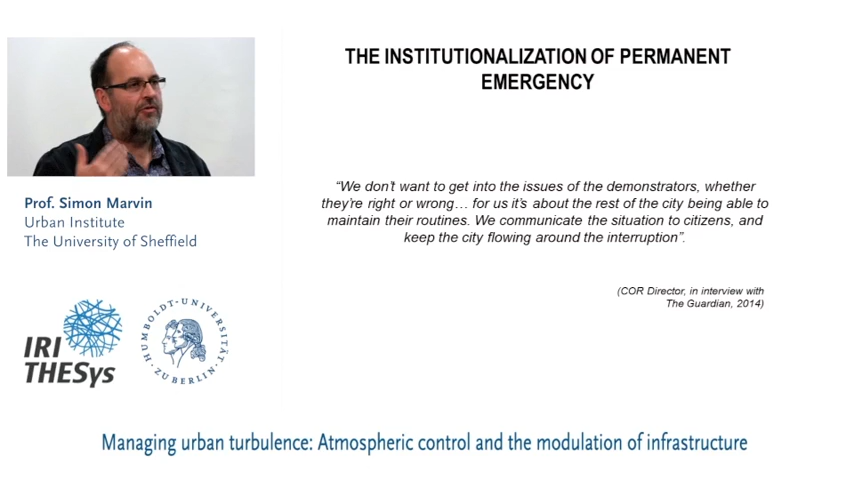 THE INSTITUTIONALIZATION OF PERMANENT
EMERGENCY
“We don’t want to get into the issues of the demonstrators, whether
they’re right or wrong… for us it’s about the rest of the city being able to
maintain their routines. We communicate the situation to citizens, and
keep the city flowing around the interruption”.
(COR Director, in interview with
The Guardian, 2014)
Prof. Simon Marvin
Urban Institute
The University of Sheffield
IRI
THESys
HUMBOLDT-UNIVERSITÄT
ZU BERLIN
Managing urban turbulence: Atmospheric control and the modulation of infrastructure